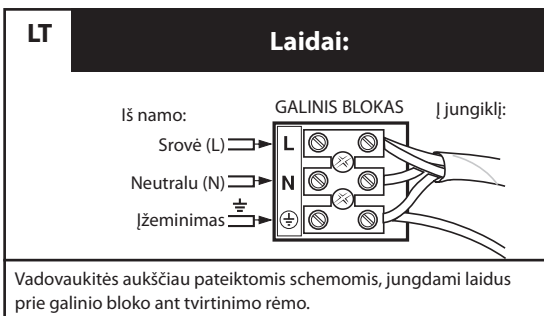 LT
Laidai:
Iš namo:
GALINIS BLOKAS
Į jungiklį:
Srovė (L)
L
Neutralu (N)
N
Įžeminimas
Vadovaukitės aukščiau pateiktomis schemomis, jungdami laidus
prie galinio bloko ant tvirtinimo rėmo.